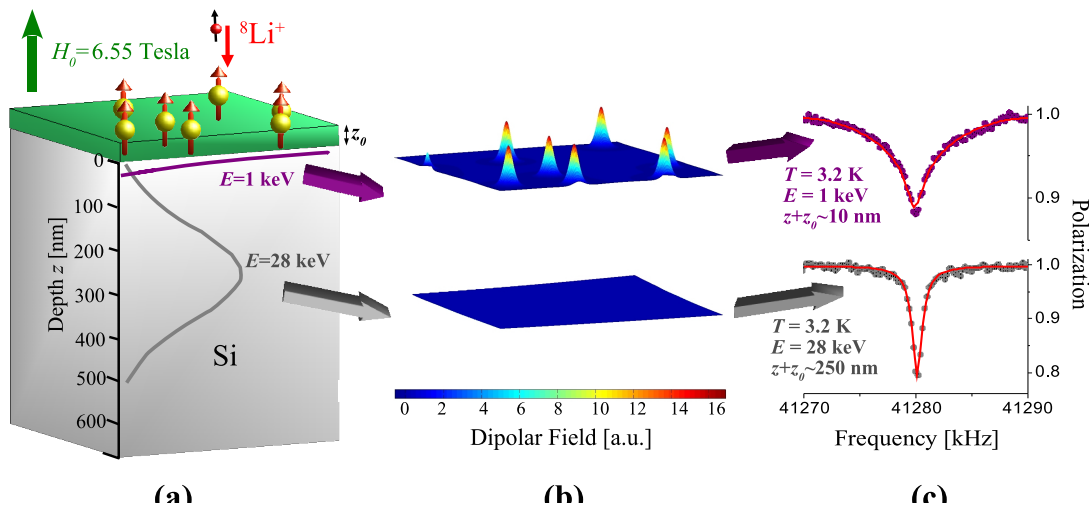 H₀=6.55 Tesla
⁸Li⁺
z₀
0
100
200
300
400
500
600
Depth z [nm]
E=1 keV
E=28 keV
Si
(a)
0 2 4 6 8 10 12 14 16
Dipolar Field [a.u.]
(b)
1.0
0.9
T = 3.2 K
E = 1 keV
z+z₀~10 nm
1.0
0.9
0.8
T = 3.2 K
E = 28 keV
z+z₀~250 nm
Polarization
41270 41280 41290
Frequency [kHz]
(c)